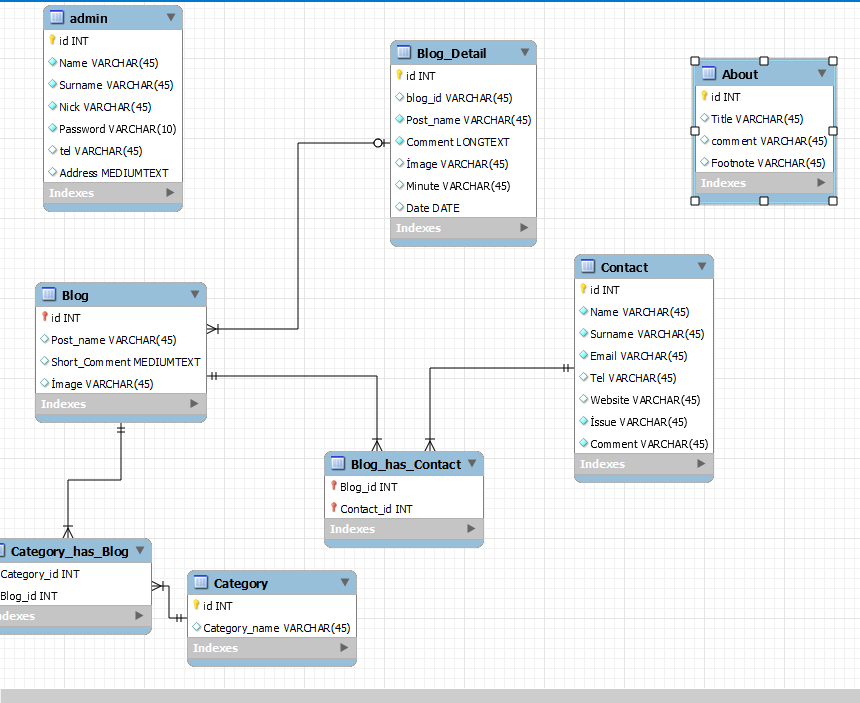 admin
id INT
Name VARCHAR(45)
Surname VARCHAR(45)
Nick VARCHAR(45)
Password VARCHAR(10)
tel VARCHAR(45)
Address MEDIUMTEXT
Indexes
Blog_Detail
id INT
blog_id VARCHAR(45)
Post_name VARCHAR(45)
Comment LONGTEXT
İmage VARCHAR(45)
Minute VARCHAR(45)
Date DATE
Indexes
About
id INT
Title VARCHAR(45)
comment VARCHAR(45)
Footnote VARCHAR(45)
Indexes
Blog
id INT
Post_name VARCHAR(45)
Short_Comment MEDIUMTEXT
İmage VARCHAR(45)
Indexes
Contact
id INT
Name VARCHAR(45)
Surname VARCHAR(45)
Email VARCHAR(45)
Tel VARCHAR(45)
Website VARCHAR(45)
İssue VARCHAR(45)
Comment VARCHAR(45)
Indexes
Blog_has_Contact
Blog_id INT
Contact_id INT
Indexes
Category_has_Blog
Category_id INT
Blog_id INT
ndexes
Category
id INT
Category_name VARCHAR(45)
Indexes